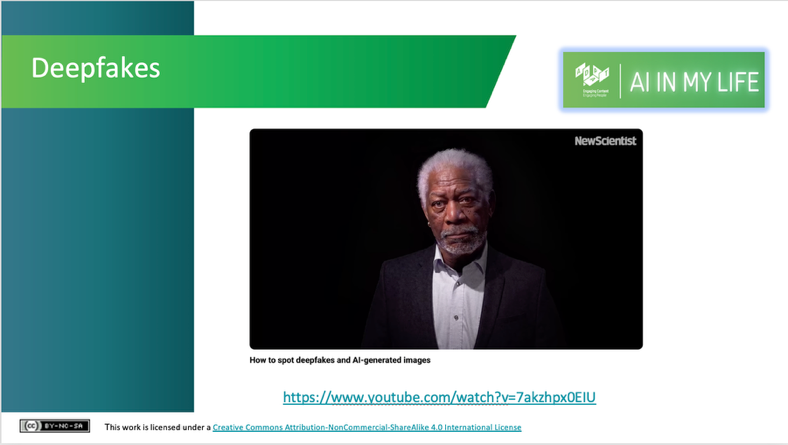 Deepfakes
AI IN MY LIFE
Engaging Content
Engaging People
NewScientist
How to spot deepfakes and AI-generated images
https://www.youtube.com/watch?v=7akzhpx0EIU
CC BY-NC-SA
This work is licensed under a Creative Commons Attribution-NonCommercial-ShareAlike 4.0 International License